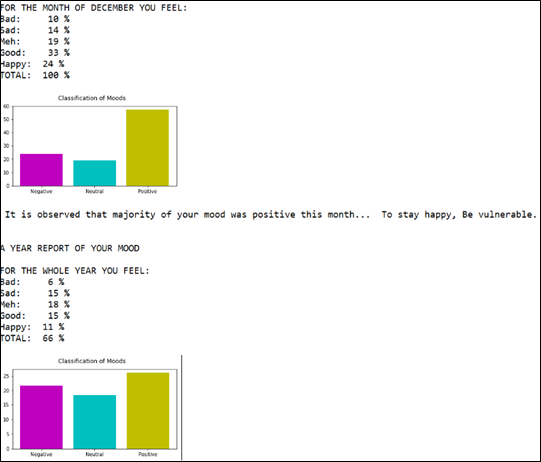 FOR THE MONTH OF DECEMBER YOU FEEL:
Bad: 10 %
Sad: 14 %
Meh: 19 %
Good: 33 %
Happy: 24 %
TOTAL: 100 %
Classification of Moods
60
50
40
30
20
10
0
Negative Neutral Positive
It is observed that majority of your mood was positive this month... To stay happy, Be vulnerable.
A YEAR REPORT OF YOUR MOOD
FOR THE WHOLE YEAR YOU FEEL:
Bad: 6 %
Sad: 15 %
Meh: 18 %
Good: 15 %
Happy: 11 %
TOTAL: 66 %
Classification of Moods
25
20
15
10
5
0
Negative Neutral Positive